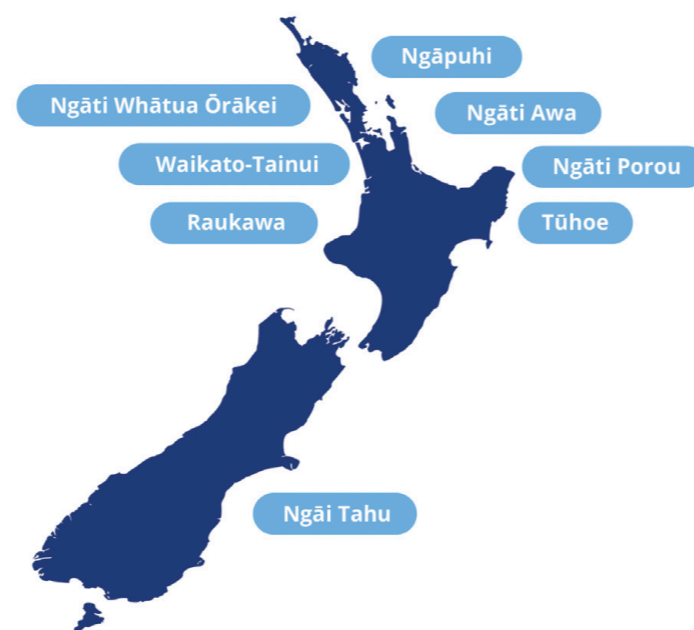 Ngāpuhi
Ngāti Whātua Ōrākei
Ngāti Awa
Waikato-Tainui
Ngāti Porou
Raukawa
Tūhoe
Ngāi Tahu